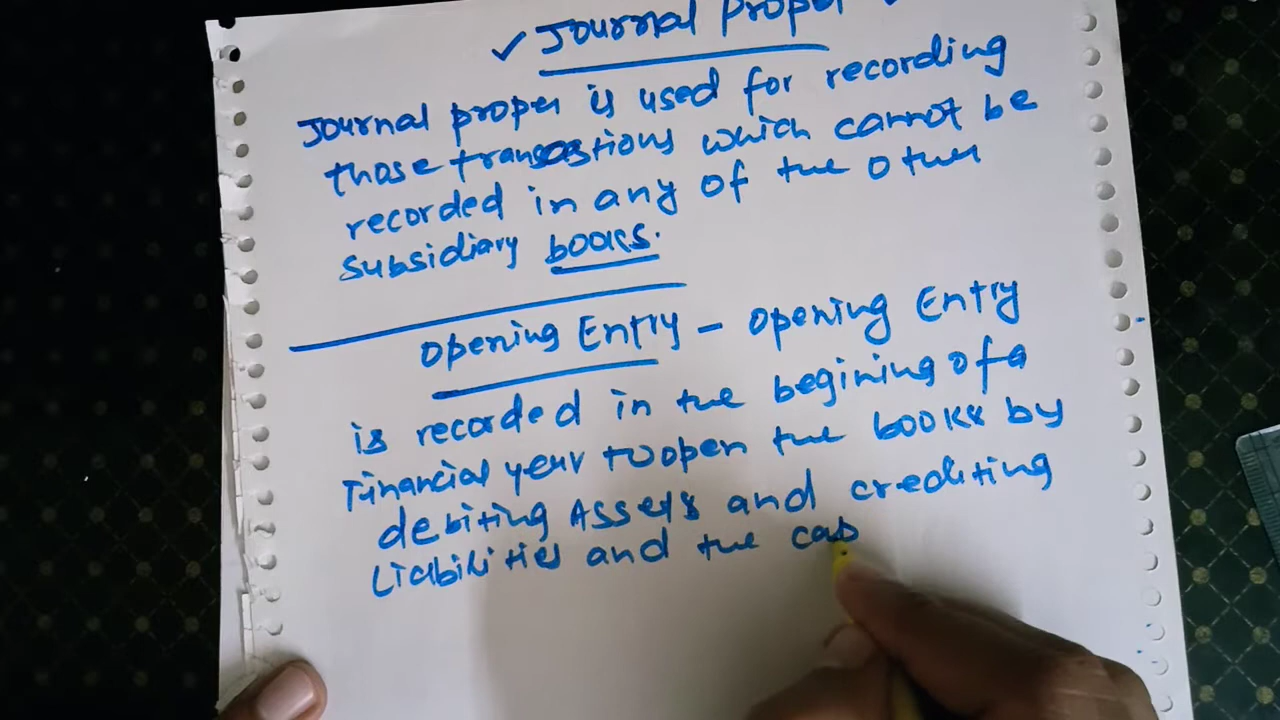 ✓ Journal Proper
Journal proper is used for recording
those transactions which cannot be
recorded in any of the other
subsidiary books.
Opening Entry - Opening Entry
is recorded in the begining of a
Financial year to open the books by
debiting Assets and crediting
Liabilities and the cap